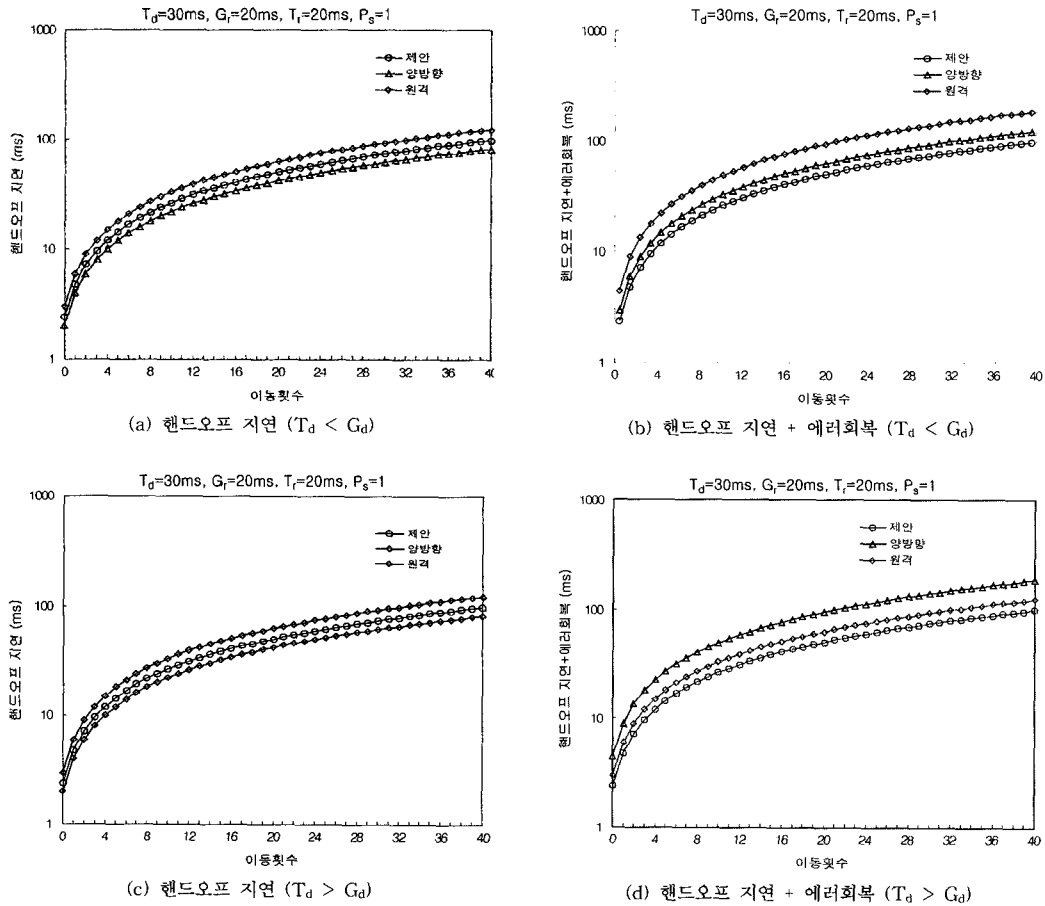 T_d=30ms, G_r=20ms, T_r=20ms, P_s=1
1000
100
10
1
핸드오프 지연 (ms)
제안
양방향
원격
0 4 8 12 16 20 24 28 32 36 40
이동횟수
(a) 핸드오프 지연 (T_d < G_d)
T_d=30ms, G_r=20ms, T_r=20ms, P_s=1
1000
100
10
1
핸드오프 지연+에러회복 (ms)
제안
양방향
원격
0 4 8 12 16 20 24 28 32 36 40
이동횟수
(b) 핸드오프 지연 + 에러회복 (T_d < G_d)
T_d=30ms, G_r=20ms, T_r=20ms, P_s=1
1000
100
10
1
핸드오프 지연 (ms)
제안
양방향
원격
0 4 8 12 16 20 24 28 32 36 40
이동횟수
(c) 핸드오프 지연 (T_d > G_d)
T_d=30ms, G_r=20ms, T_r=20ms, P_s=1
1000
100
10
1
핸드오프 지연+에러회복 (ms)
제안
양방향
원격
0 4 8 12 16 20 24 28 32 36 40
이동횟수
(d) 핸드오프 지연 + 에러회복 (T_d > G_d)